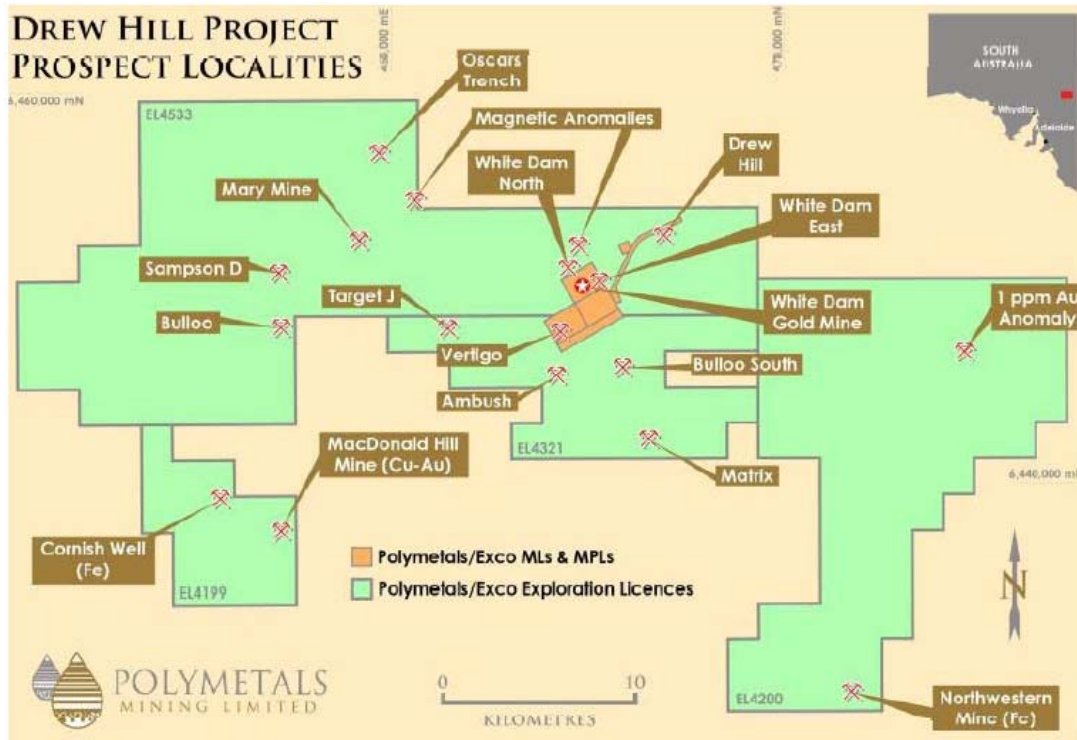 DREW HILL PROJECT
PROSPECT LOCALITIES
6,460,000 mN
SOUTH
AUSTRALIA
Whyalla
Adelaide
EL4533
Oscars
Trench
Magnetic Anomalies
White Dam
North
Drew
Hill
Mary Mine
White Dam
East
Sampson D
Target J
Bulloo
White Dam
Gold Mine
1 ppm Au
Anomaly
Vertigo
Bulloo South
Ambush
EL4321
Matrix
MacDonald Hill
Mine (Cu-Au)
6,440,000 mN
Cornish Well
(Fe)
EL4199
Polymetals/Exco MLs & MPLs
Polymetals/Exco Exploration Licences
N
POLYMETALS
MINING LIMITED
0
10
KILOMETRES
EL4200
Northwestern
Mine (Fe)